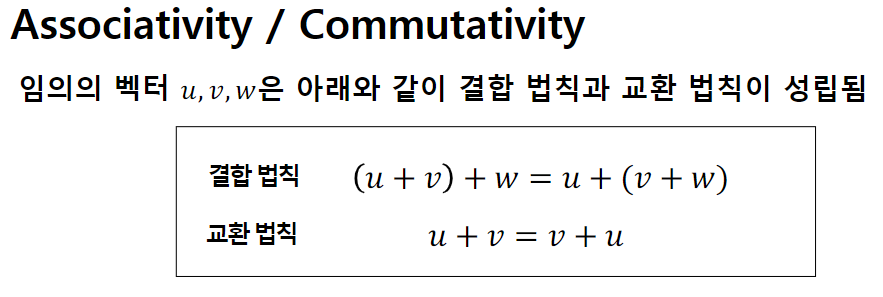 Associativity / Commutativity
임의의 벡터 u, v, w은 아래와 같이 결합 법칙과 교환 법칙이 성립됨
결합 법칙 (u + v) + w = u + (v + w)
교환 법칙 u + v = v + u